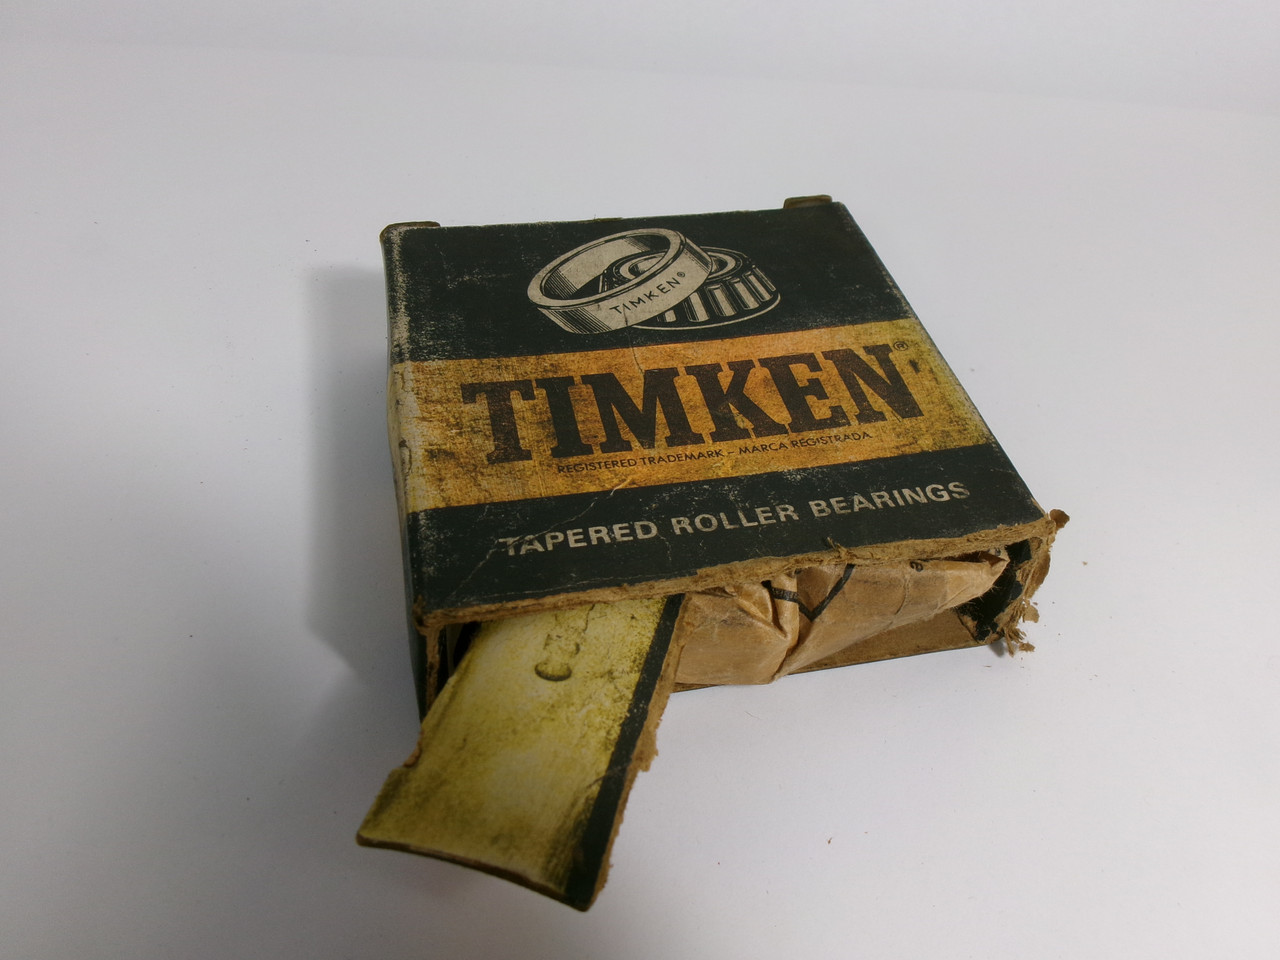 TIMKEN®
TIMKEN®
REGISTERED TRADEMARK – MARCA REGISTRADA
TAPERED ROLLER BEARINGS